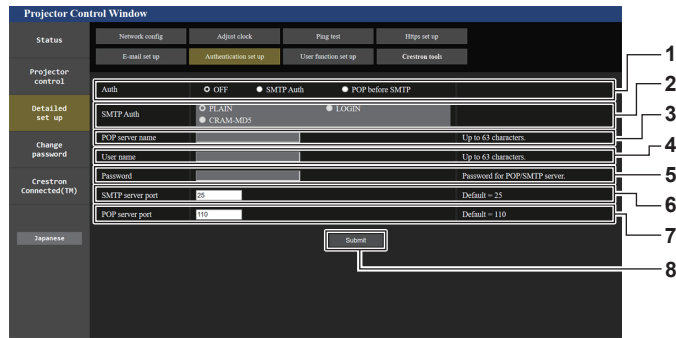 Projector Control Window
Status
Network config
Adjust clock
Ping test
Https set up
E-mail set up
Authentication set up
User function set up
Crestron tools
Projector
control
Detailed
set up
Change
password
Crestron
Connected(TM)
Japanese
Auth OFF SMTP Auth POP before SMTP
1
SMTP Auth PLAIN LOGIN
CRAM-MD5
2
POP server name Up to 63 characters.
3
User name Up to 63 characters.
4
Password Password for POP/SMTP server.
5
SMTP server port 25 Default = 25
6
POP server port 110 Default = 110
7
Submit
8